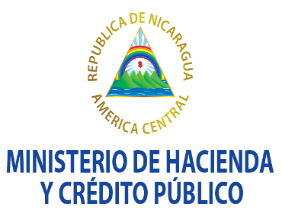 REPUBLICA DE NICARAGUA
AMERICA CENTRAL
MINISTERIO DE HACIENDA
Y CRÉDITO PÚBLICO